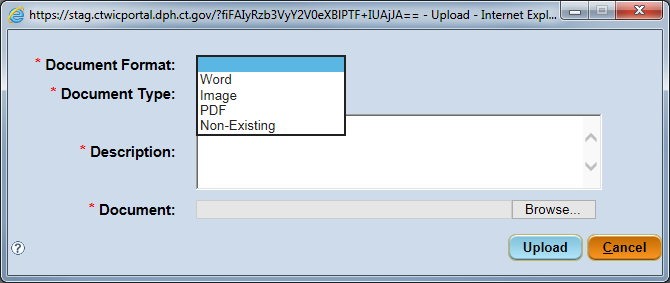 https://stag.ctwicportal.dph.ct.gov/?fiFAIyRzb3VyY2V0eXBlPTF+IUAjJA== - Upload - Internet Expl...
* Document Format:
Word
* Document Type:
Image
PDF
Non-Existing
* Description:
* Document:
Browse...
?
Upload
Cancel